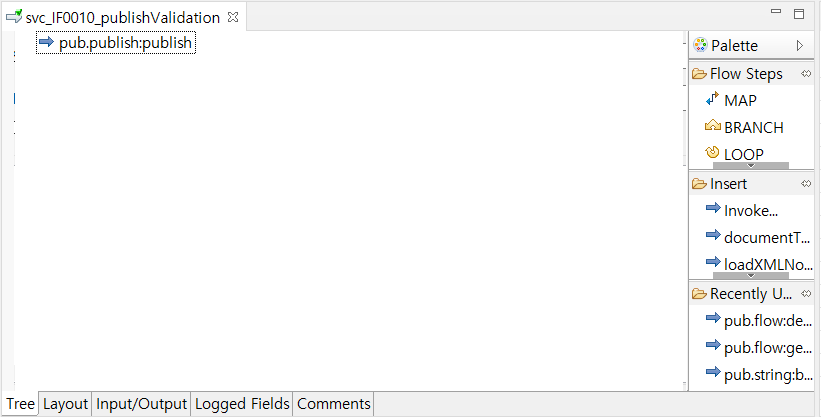 svc_IF0010_publishValidation
pub.publish:publish
Palette
Flow Steps
MAP
BRANCH
LOOP
Insert
Invoke...
documentT...
loadXMLNo...
Recently U...
pub.flow:de...
pub.flow:ge...
pub.string:b...
Tree Layout Input/Output Logged Fields Comments